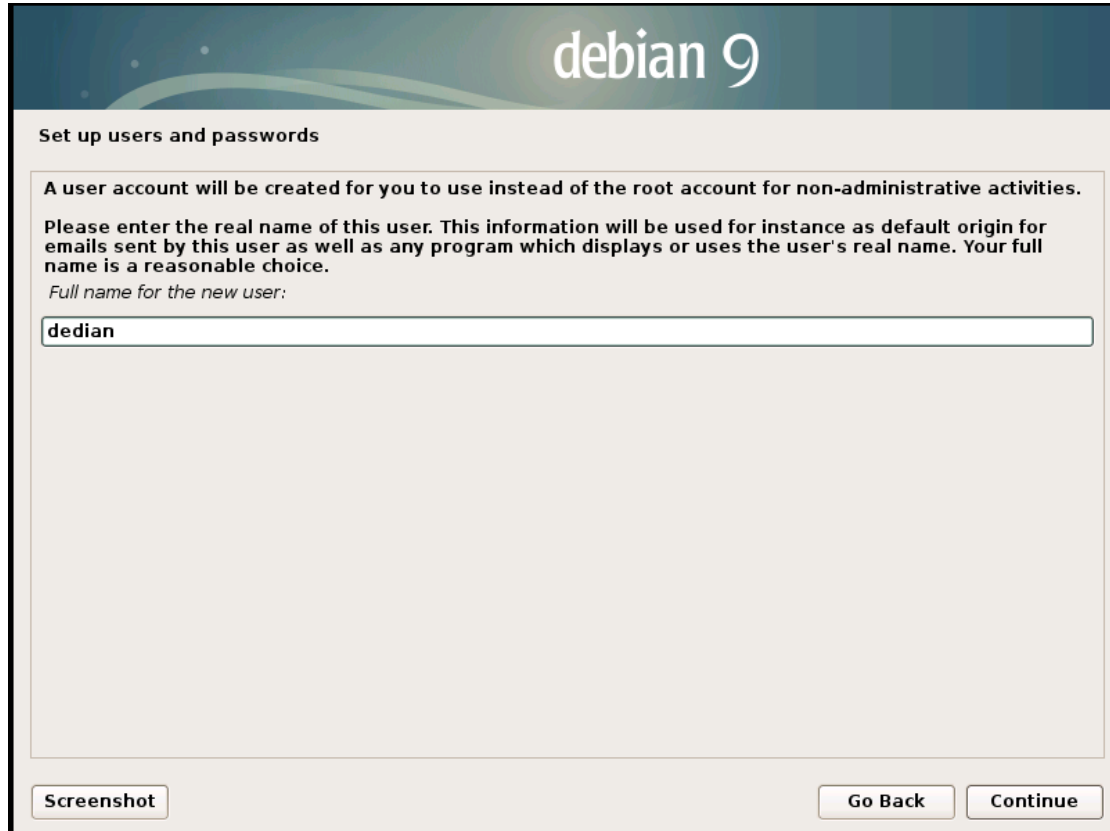 debian 9
Set up users and passwords
A user account will be created for you to use instead of the root account for non-administrative activities.
Please enter the real name of this user. This information will be used for instance as default origin for
emails sent by this user as well as any program which displays or uses the user's real name. Your full
name is a reasonable choice.
Full name for the new user:
dedian
Screenshot
Go Back
Continue